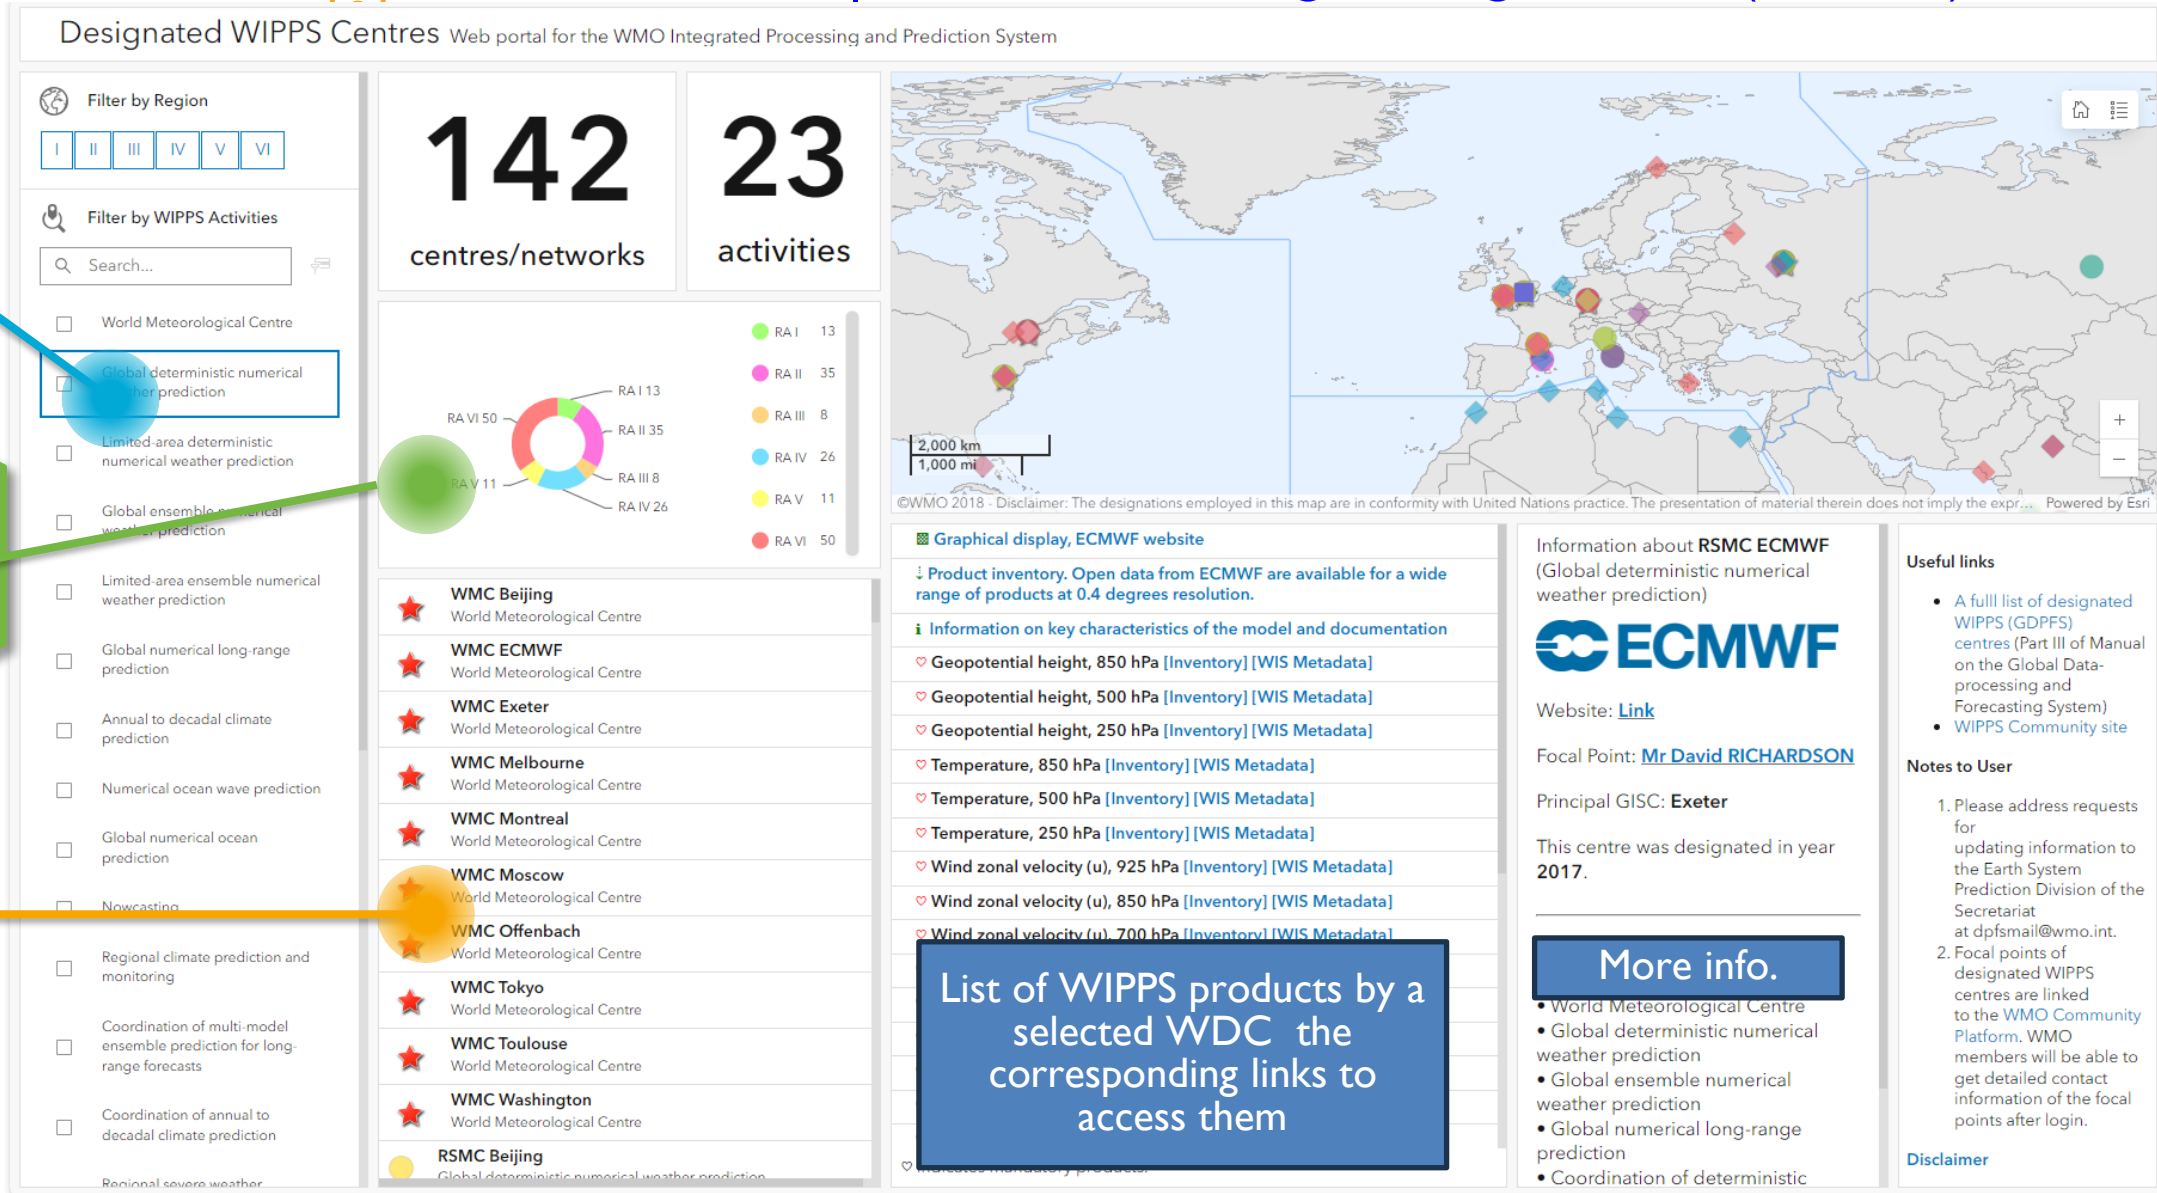 Designated WIPPS Centres Web portal for the WMO Integrated Processing and Prediction System
Filter by Region
I II III IV V VI
Filter by WIPPS Activities
Search...
World Meteorological Centre
Global deterministic numerical
weather prediction
Limited-area deterministic
numerical weather prediction
Global ensemble numerical
weather prediction
Limited-area ensemble numerical
weather prediction
Global numerical long-range
prediction
Annual to decadal climate
prediction
Numerical ocean wave prediction
Global numerical ocean
prediction
Nowcasting
Regional climate prediction and
monitoring
Coordination of multi-model
ensemble prediction for long-
range forecasts
Coordination of annual to
decadal climate prediction
Regional severe weather
142
centres/networks
23
activities
RA I 13
RA II 35
RA III 8
RA IV 26
RA V 11
RA VI 50
RA I 13
RA II 35
RA III 8
RA IV 26
RA V 11
RA VI 50
WMC Beijing
World Meteorological Centre
WMC ECMWF
World Meteorological Centre
WMC Exeter
World Meteorological Centre
WMC Melbourne
World Meteorological Centre
WMC Montreal
World Meteorological Centre
WMC Moscow
World Meteorological Centre
WMC Offenbach
World Meteorological Centre
WMC Tokyo
World Meteorological Centre
WMC Toulouse
World Meteorological Centre
WMC Washington
World Meteorological Centre
RSMC Beijing
Global deterministic numerical weather prediction
2,000 km
1,000 mi
+
−
©WMO 2018 - Disclaimer: The designations employed in this map are in conformity with United Nations practice. The presentation of material therein does not imply the expr... Powered by Esri
Graphical display, ECMWF website
Product inventory. Open data from ECMWF are available for a wide
range of products at 0.4 degrees resolution.
i Information on key characteristics of the model and documentation
♡ Geopotential height, 850 hPa [Inventory] [WIS Metadata]
♡ Geopotential height, 500 hPa [Inventory] [WIS Metadata]
♡ Geopotential height, 250 hPa [Inventory] [WIS Metadata]
♡ Temperature, 850 hPa [Inventory] [WIS Metadata]
♡ Temperature, 500 hPa [Inventory] [WIS Metadata]
♡ Temperature, 250 hPa [Inventory] [WIS Metadata]
♡ Wind zonal velocity (u), 925 hPa [Inventory] [WIS Metadata]
♡ Wind zonal velocity (u), 850 hPa [Inventory] [WIS Metadata]
♡ Wind zonal velocity (u), 700 hPa [Inventory] [WIS Metadata]
List of WIPPS products by a
selected WDC the
corresponding links to
access them
♡ indicates mandatory products.
Information about RSMC ECMWF
(Global deterministic numerical
weather prediction)
ECMWF
Website: Link
Focal Point: Mr David RICHARDSON
Principal GISC: Exeter
This centre was designated in year
2017.
More info.
• World Meteorological Centre
• Global deterministic numerical
weather prediction
• Global ensemble numerical
weather prediction
• Global numerical long-range
prediction
• Coordination of deterministic
Useful links
• A fulll list of designated
WIPPS (GDPFS)
centres (Part III of Manual
on the Global Data-
processing and
Forecasting System)
• WIPPS Community site
Notes to User
1. Please address requests
for
updating information to
the Earth System
Prediction Division of the
Secretariat
at dpfsmail@wmo.int.
2. Focal points of
designated WIPPS
centres are linked
to the WMO Community
Platform. WMO
members will be able to
get detailed contact
information of the focal
points after login.
Disclaimer